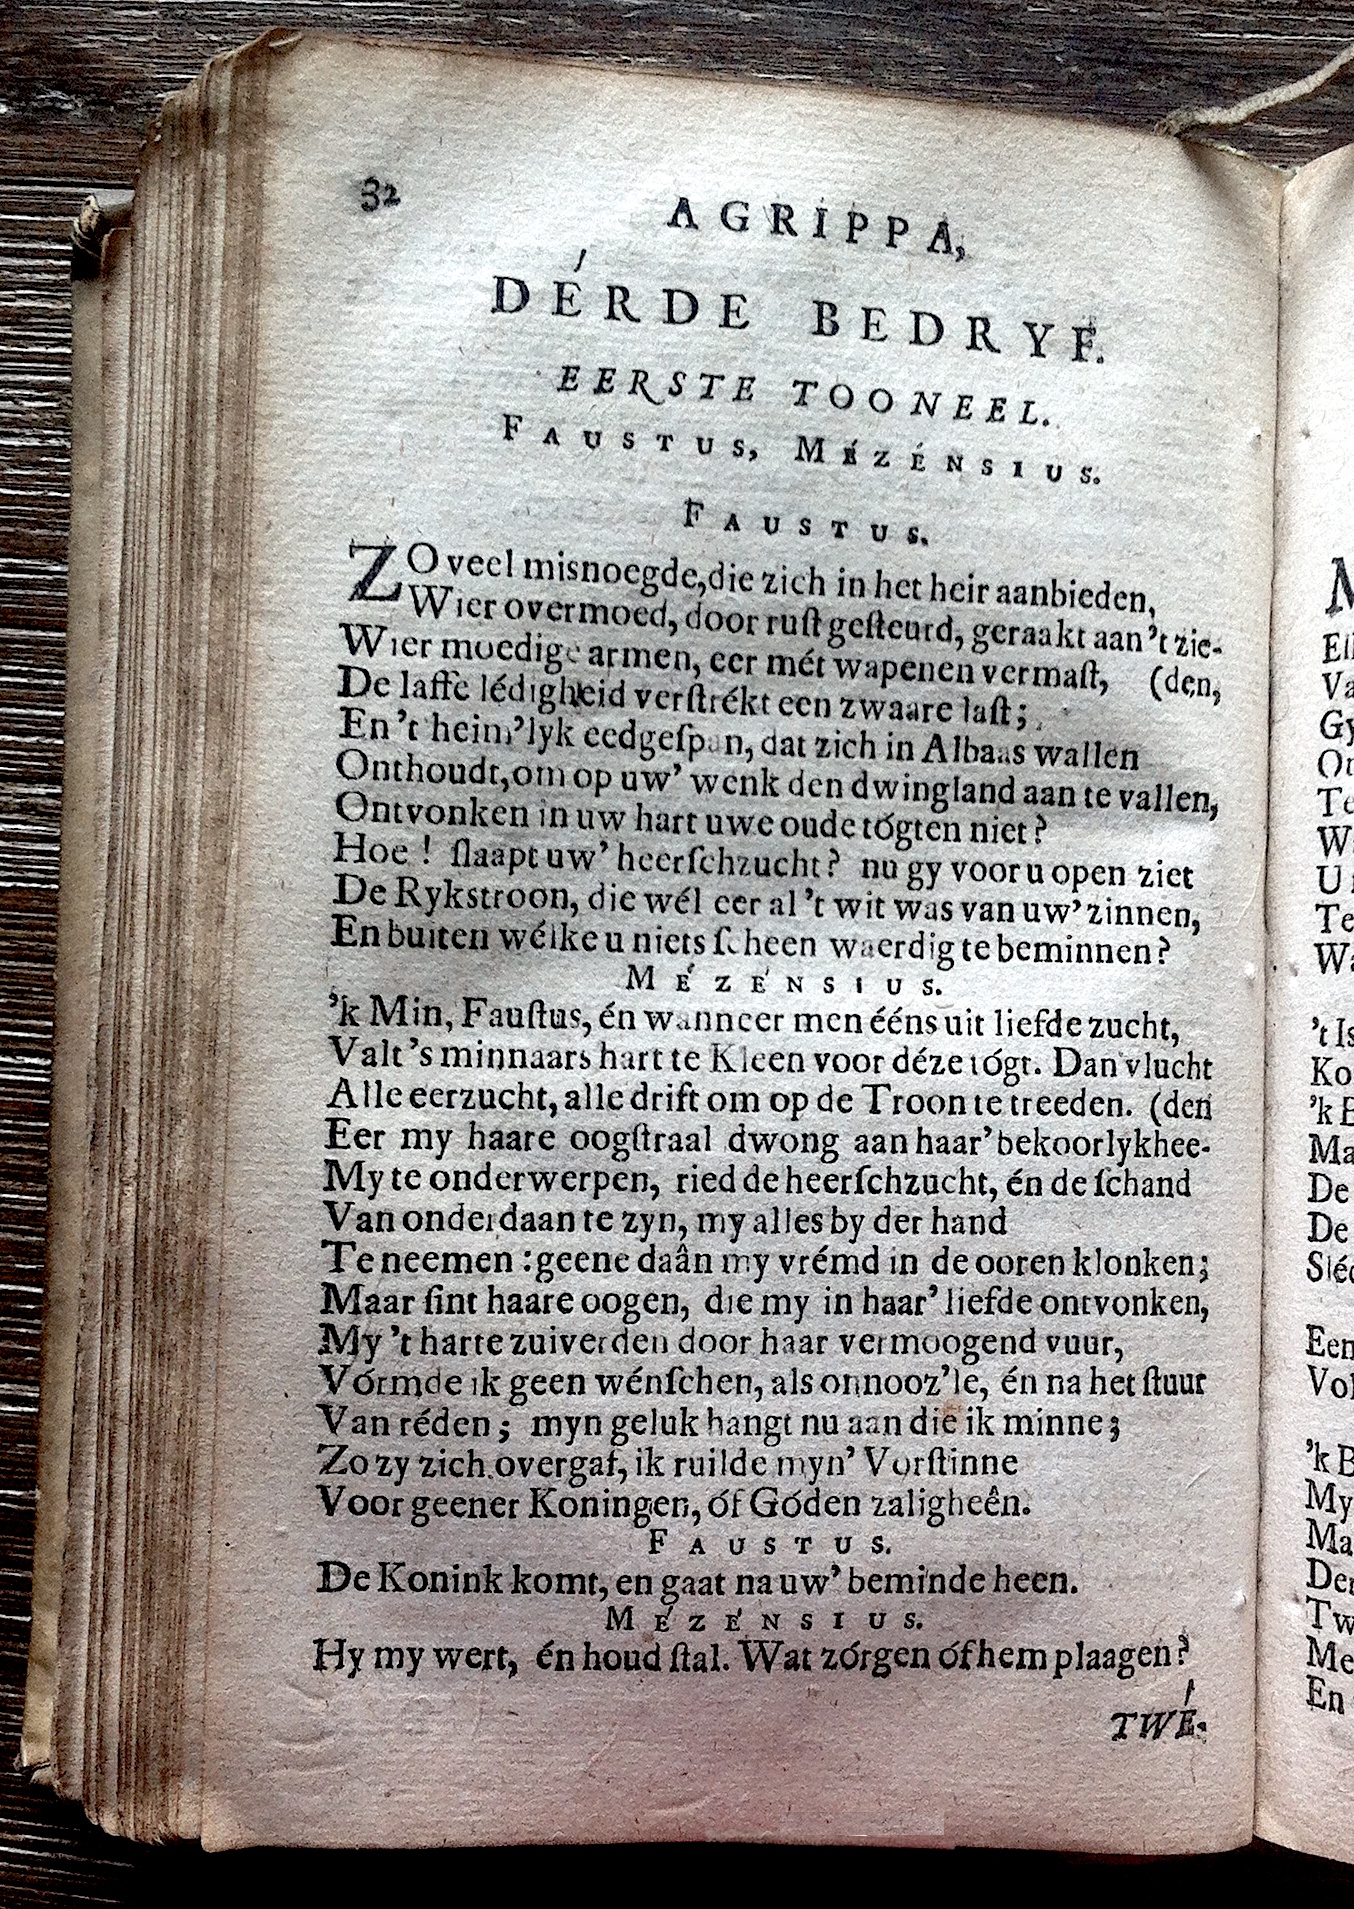 32
AGRIPPA,
DÉRDE BEDRYF.
EERSTE TOONEEL.
FAUSTUS, MÉZÉNSIUS.
FAUSTUS.
ZO veel misnoegde, die zich in het heir aanbieden,
Wier overmoed, door ruſt geſteurd, geraakt aan 't zie-
Wier moedige armen, eer mét wapenen vermaſt, (den,
De laffe lédigheid verſtrékt een zwaare laſt;
En 't heim'lyk eedgeſpan, dat zich in Albaas wallen
Onthoudt, om op uw' wenk den dwingland aan te vallen,
Ontvonken in uw hart uwe oude tógten niet?
Hoe! ſlaapt uw' heerſchzucht? nu gy voor u open ziet
De Rykstroon, die wél eer al 't wit was van uw' zinnen,
En buiten wélke u niets ſcheen waerdig te beminnen?
MÉZÉNSIUS.
'k Min, Fauſtus, én wanneer men ééns uit liefde zucht,
Valt 's minnaars hart te Kleen voor déze tógt. Dan vlucht
Alle eerzucht, alle drift om op de Troon te treeden. (den
Eer my haare oogſtraal dwong aan haar' bekoorlykhee-
My te onderwerpen, ried de heerſchzucht, én de ſchand
Van onderdaan te zyn, my alles by der hand
Te neemen: geene daân my vrémd in de ooren klonken;
Maar ſint haare oogen, die my in haar' liefde ontvonken,
My 't harte zuiverden door haar vermoogend vuur,
Vórmde ik geen wénſchen, als onnooz'le, én na het ſtuur
Van réden; myn geluk hangt nu aan die ik minne;
Zo zy zich overgaf, ik ruilde myn' Vorſtinne
Voor geener Koningen, óf Góden zaligheên.
FAUSTUS.
De Konink komt, en gaat na uw' beminde heen.
MÉZÉNSIUS.
Hy my wert, én houd ſtal. Wat zórgen óf hem plaagen?
TWÉ-